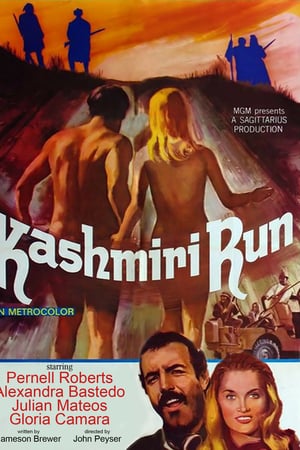 MGM presents
A SAGITTARIUS
PRODUCTION
Kashmiri Run
N METROCOLOR
starring
Pernell Roberts
Alexandra Bastedo
Julian Mateos
Gloria Camara
written by
directed by
Jameson Brewer
John Peyser